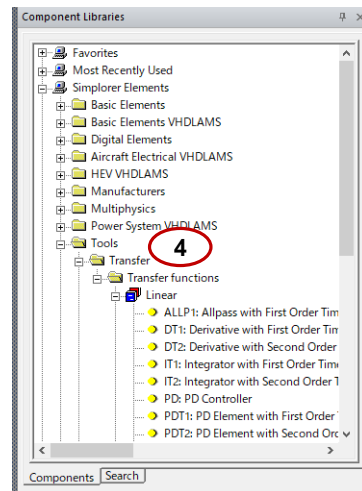 Component Libraries
Favorites
Most Recently Used
Simplorer Elements
Basic Elements
Basic Elements VHDLAMS
Digital Elements
Aircraft Electrical VHDLAMS
HEV VHDLAMS
Manufacturers
Multiphysics
Power System VHDLAMS
Tools
4
Transfer
Transfer functions
Linear
ALLP1: Allpass with First Order Tim
DT1: Derivative with First Order Tim
DT2: Derivative with Second Order
IT1: Integrator with First Order Time
IT2: Integrator with Second Order T
PD: PD Controller
PDT1: PD Element with First Order
PDT2: PD Element with Second Orc
Components Search